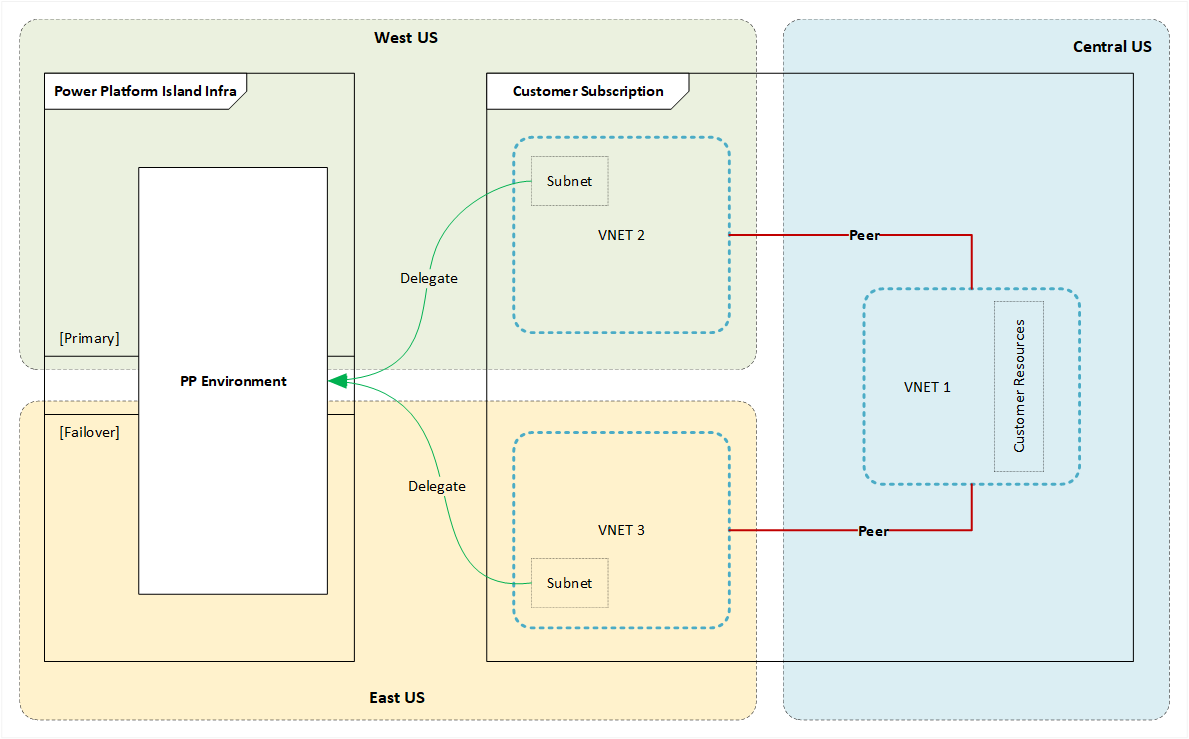 West US
Central US
Power Platform Island Infra
Customer Subscription
Subnet
VNET 2
Peer
Delegate
[Primary]
PP Environment
VNET 1
Customer Resources
[Failover]
Delegate
VNET 3
Peer
Subnet
East US